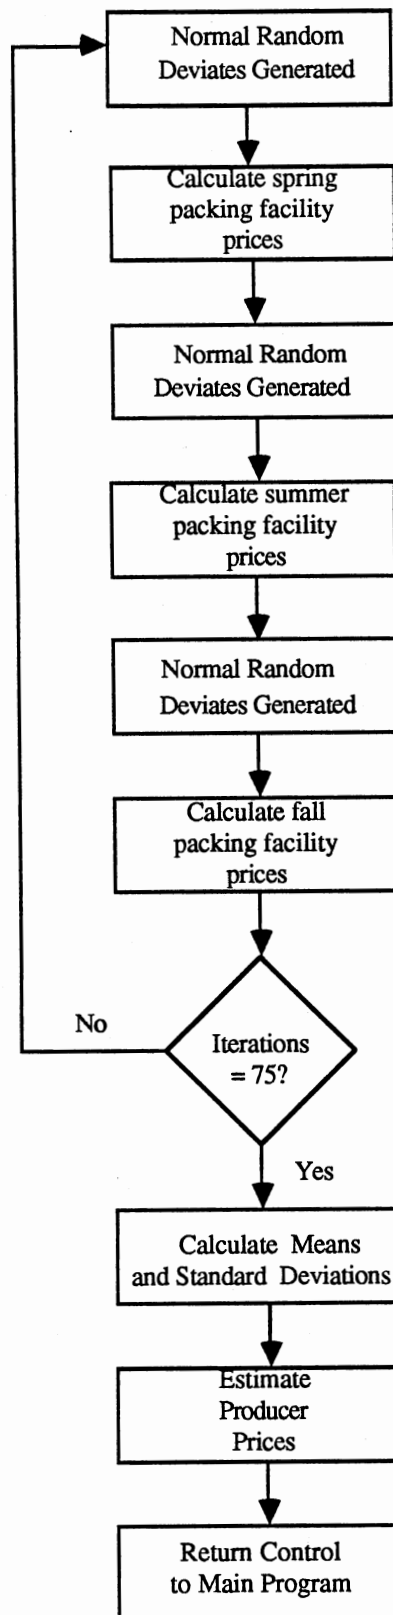 Normal Random
Deviates Generated
Calculate spring
packing facility
prices
Normal Random
Deviates Generated
Calculate summer
packing facility
prices
Normal Random
Deviates Generated
Calculate fall
packing facility
prices
No
Iterations
= 75?
Yes
Calculate Means
and Standard Deviations
Estimate
Producer
Prices
Return Control
to Main Program